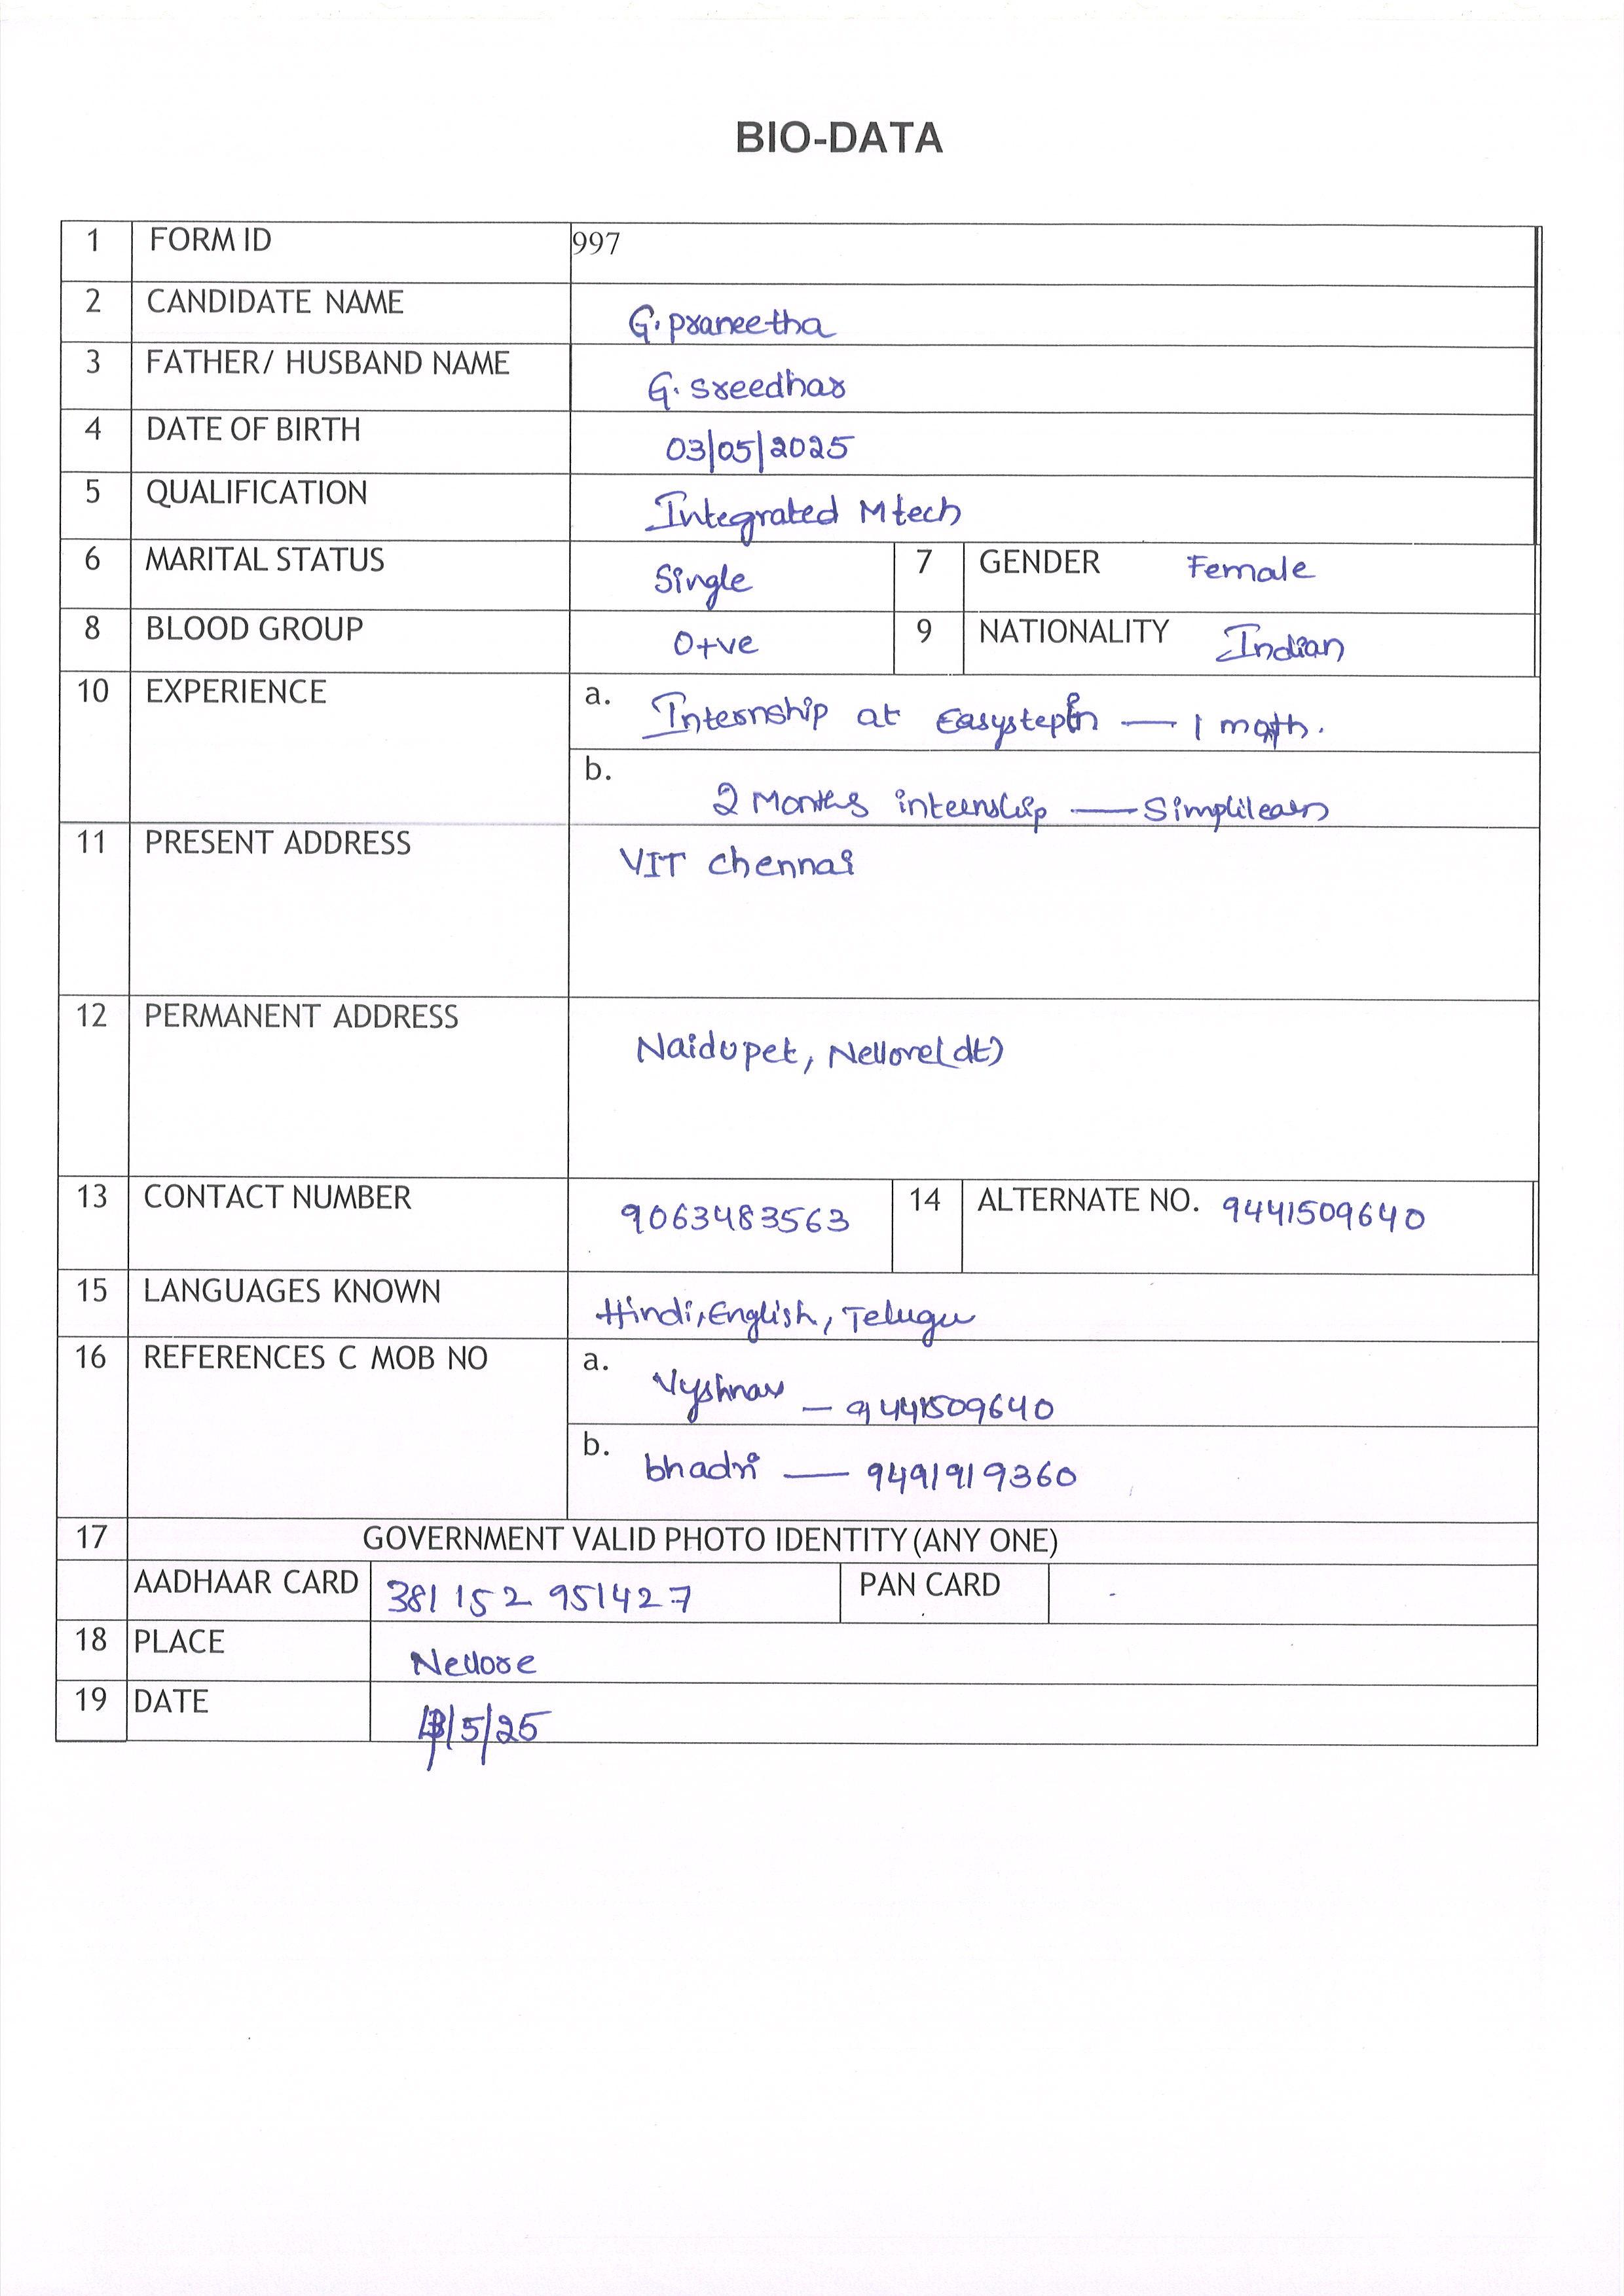 BIO-DATA
1 FORM ID 997
2 CANDIDATE NAME G. praneetha
3 FATHER/ HUSBAND NAME G. sreedhar
4 DATE OF BIRTH 03/05/2025
5 QUALIFICATION Integrated Mtech
6 MARITAL STATUS Single 7 GENDER Female
8 BLOOD GROUP O+ve 9 NATIONALITY Indian
10 EXPERIENCE a. Internship at Easystepin — 1 month.
b. 2 Months internship — Simplilearn
11 PRESENT ADDRESS VIT chennai
12 PERMANENT ADDRESS Naidupet, Nellore(dt)
13 CONTACT NUMBER 9063483563 14 ALTERNATE NO. 9441509640
15 LANGUAGES KNOWN Hindi, English, Telugu
16 REFERENCES C MOB NO a. Vyshnav — 9441509640
b. bhadri — 9491919360
17 GOVERNMENT VALID PHOTO IDENTITY (ANY ONE)
AADHAAR CARD 381 152 951427 PAN CARD -
18 PLACE Nellore
19 DATE /5/25